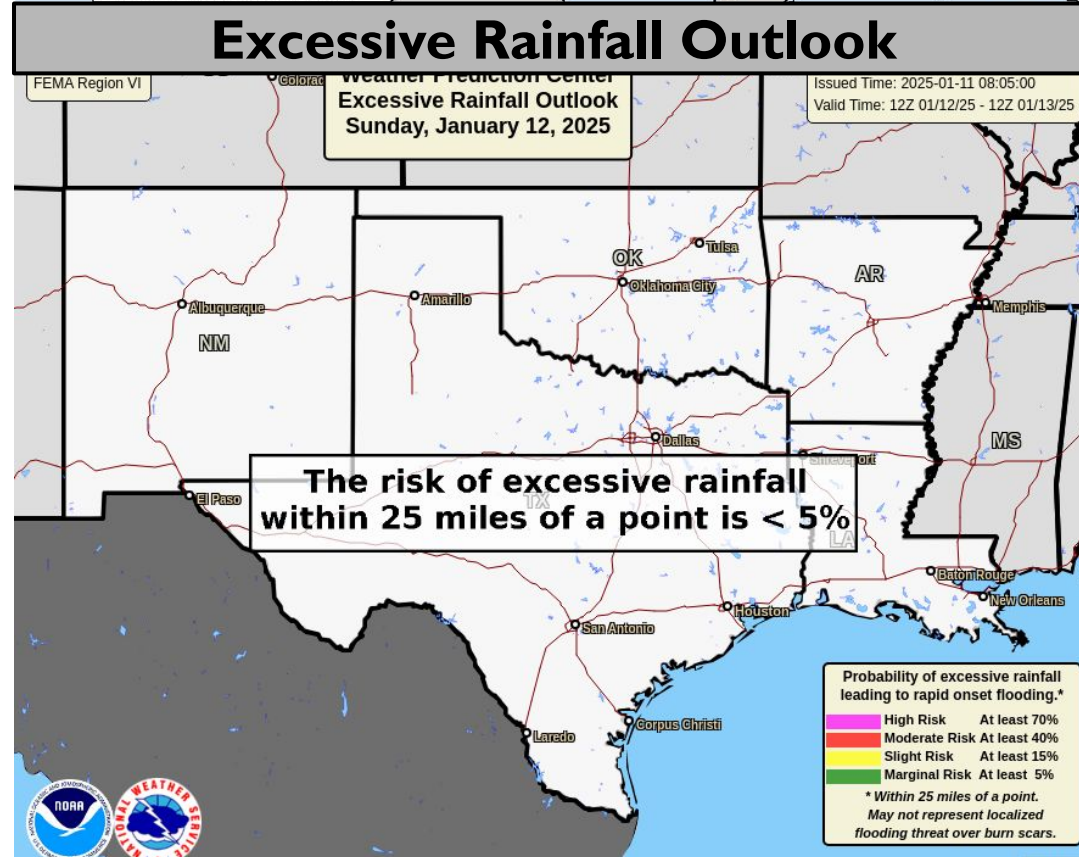 Excessive Rainfall Outlook
FEMA Region VI
Weather Prediction Center
Excessive Rainfall Outlook
Sunday, January 12, 2025
Issued Time: 2025-01-11 08:05:00
Valid Time: 12Z 01/12/25 - 12Z 01/13/25
Tulsa
OK
Oklahoma City
AR
Albuquerque
Amarillo
Memphis
NM
Dallas
MS
Shreveport
The risk of excessive rainfall
within 25 miles of a point is < 5%
El Paso
TX
LA
Baton Rouge
New Orleans
Houston
San Antonio
Corpus Christi
Laredo
Probability of excessive rainfall
leading to rapid onset flooding.*
High Risk At least 70%
Moderate Risk At least 40%
Slight Risk At least 15%
Marginal Risk At least 5%
* Within 25 miles of a point.
May not represent localized
flooding threat over burn scars.
NOAA
NATIONAL WEATHER SERVICE